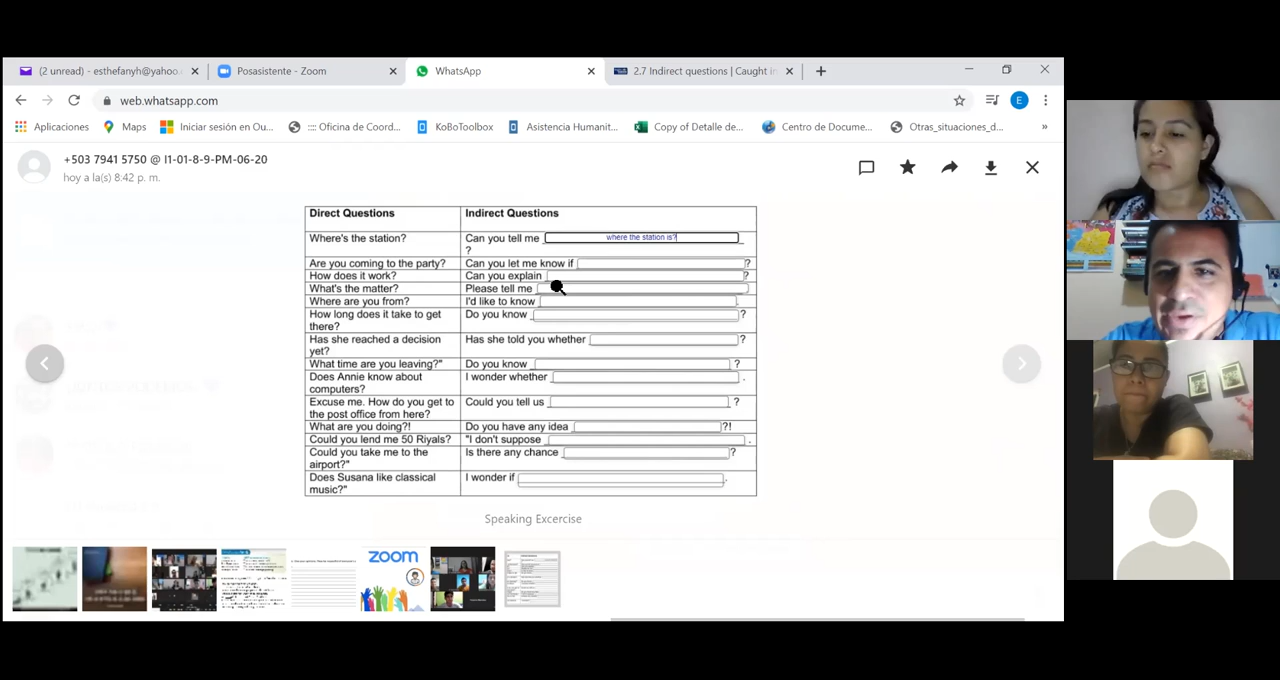 (2 unread) - esthefanyh@yahoo.
Posasistente - Zoom
WhatsApp
2.7 Indirect questions | Caught in
web.whatsapp.com
E
Aplicaciones
Maps
Iniciar sesión en Ou...
:::: Oficina de Coord...
KoBoToolbox
Asistencia Humanit...
Copy of Detalle de...
Centro de Docume...
Otras_situaciones_d...
»
+503 7941 5750 @ I1-01-8-9-PM-06-20
hoy a la(s) 8:42 p. m.
Direct Questions
Indirect Questions
Where's the station?
Can you tell me where the station is?
?
Are you coming to the party?
Can you let me know if ?
How does it work?
Can you explain ?
What's the matter?
Please tell me .
Where are you from?
I'd like to know .
How long does it take to get
there?
Do you know ?
Has she reached a decision
yet?
Has she told you whether ?
What time are you leaving?"
Do you know ?
Does Annie know about
computers?
I wonder whether .
Excuse me. How do you get to
the post office from here?
Could you tell us ?
What are you doing?!
Do you have any idea ?!
Could you lend me 50 Riyals?
"I don't suppose .
Could you take me to the
airport?"
Is there any chance ?
Does Susana like classical
music?"
I wonder if .
Speaking Excercise
zoom